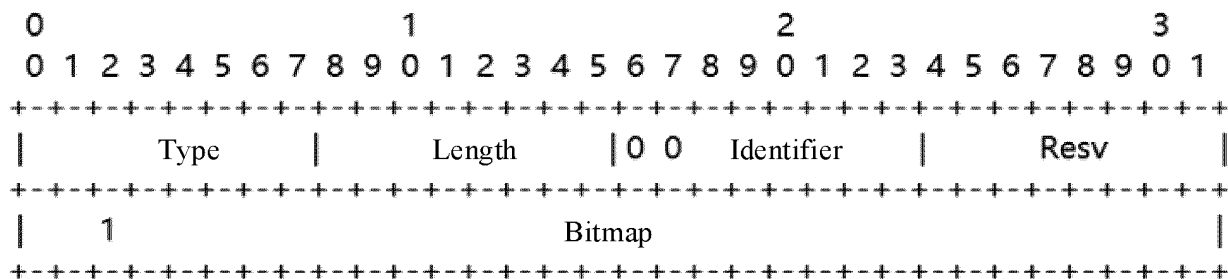 0 1 2 3
0 1 2 3 4 5 6 7 8 9 0 1 2 3 4 5 6 7 8 9 0 1 2 3 4 5 6 7 8 9 0 1
+-+-+-+-+-+-+-+-+-+-+-+-+-+-+-+-+-+-+-+-+-+-+-+-+-+-+-+-+-+-+-+-+
| Type | Length |0 0 Identifier | Resv |
+-+-+-+-+-+-+-+-+-+-+-+-+-+-+-+-+-+-+-+-+-+-+-+-+-+-+-+-+-+-+-+-+
| 1 Bitmap |
+-+-+-+-+-+-+-+-+-+-+-+-+-+-+-+-+-+-+-+-+-+-+-+-+-+-+-+-+-+-+-+-+